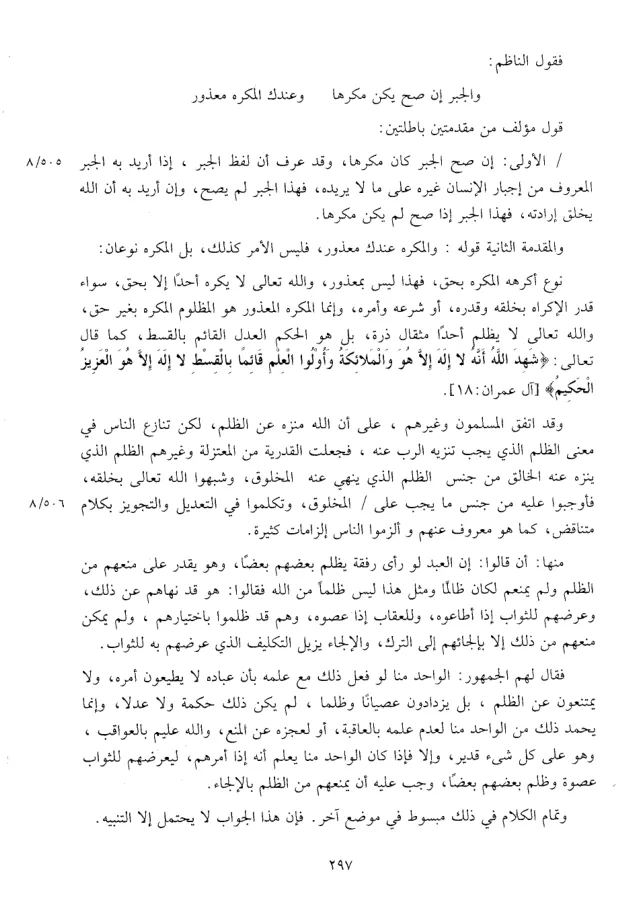 فقول الناظم:
والجبر إن صح يكن مكرها وعندك المكره معذور
قول مؤلف من مقدمتين باطلتين:
/ الأولى: إن صح الجبر كان مكرها، وقد عرف أن لفظ الجبر ، إذا أريد به الجبر ٨/٥٠٥
المعروف من إجبار الإنسان غيره على ما لا يريده، فهذا الجبر لم يصح، وإن أريد به أن الله
يخلق إرادته، فهذا الجبر إذا صح لم يكن مكرها.
والمقدمة الثانية قوله : والمكره عندك معذور، فليس الأمر كذلك، بل المكره نوعان:
نوع أكرهه المكره بحق، فهذا ليس بمعذور، والله تعالى لا يكره أحدًا إلا بحق، سواء
قدر الإكراه بخلقه وقدره، أو شرعه وأمره، وإنما المكره المعذور هو المظلوم المكره بغير حق،
والله تعالى لا يظلم أحدًا مثقال ذرة، بل هو الحكم العدل القائم بالقسط، كما قال
تعالى: ﴿شَهِدَ اللَّهُ أَنَّهُ لا إِلَهَ إِلاَّ هُوَ وَالْمَلائِكَةُ وَأُولُوا الْعِلْمِ قَائِمًا بِالْقِسْطِ لا إِلَهَ إِلاَّ هُوَ الْعَزِيزُ
الْحَكِيمُ﴾ [آل عمران:١٨].
وقد اتفق المسلمون وغيرهم ، على أن الله منزه عن الظلم، لكن تنازع الناس في
معنى الظلم الذي يجب تنزيه الرب عنه ، فجعلت القدرية من المعتزلة وغيرهم الظلم الذي
ينزه عنه الخالق من جنس الظلم الذي ينهي عنه المخلوق، وشبهوا الله تعالى بخلقه،
فأوجبوا عليه من جنس ما يجب على / المخلوق، وتكلموا في التعديل والتجويز بكلام ٨/٥٠٦
متناقض، كما هو معروف عنهم و ألزموا الناس إلزامات كثيرة.
منها: أن قالوا: إن العبد لو رأى رفقة يظلم بعضهم بعضًا، وهو يقدر على منعهم من
الظلم ولم يمنعم لكان ظالمًا ومثل هذا ليس ظلماً من الله فقالوا: هو قد نهاهم عن ذلك،
وعرضهم للثواب إذا أطاعوه، وللعقاب إذا عصوه، وهم قد ظلموا باختيارهم ، ولم يمكن
منعهم من ذلك إلا بإلجائهم إلى الترك، والإلجاء يزيل التكليف الذي عرضهم به للثواب.
فقال لهم الجمهور: الواحد منا لو فعل ذلك مع علمه بأن عباده لا يطيعون أمره، ولا
يمتنعون عن الظلم ، بل يزدادون عصيانًا وظلما ، لم يكن ذلك حكمة ولا عدلا، وإنما
يحمد ذلك من الواحد منا لعدم علمه بالعاقبة، أو لعجزه عن المنع، والله عليم بالعواقب ،
وهو على كل شىء قدير، وإلا فإذا كان الواحد منا يعلم أنه إذا أمرهم، ليعرضهم للثواب
عصوة وظلم بعضهم بعضًا، وجب عليه أن يمنعهم من الظلم بالإلجاء.
وتمام الكلام في ذلك مبسوط في موضع آخر. فإن هذا الجواب لا يحتمل إلا التنبيه.
٢٩٧